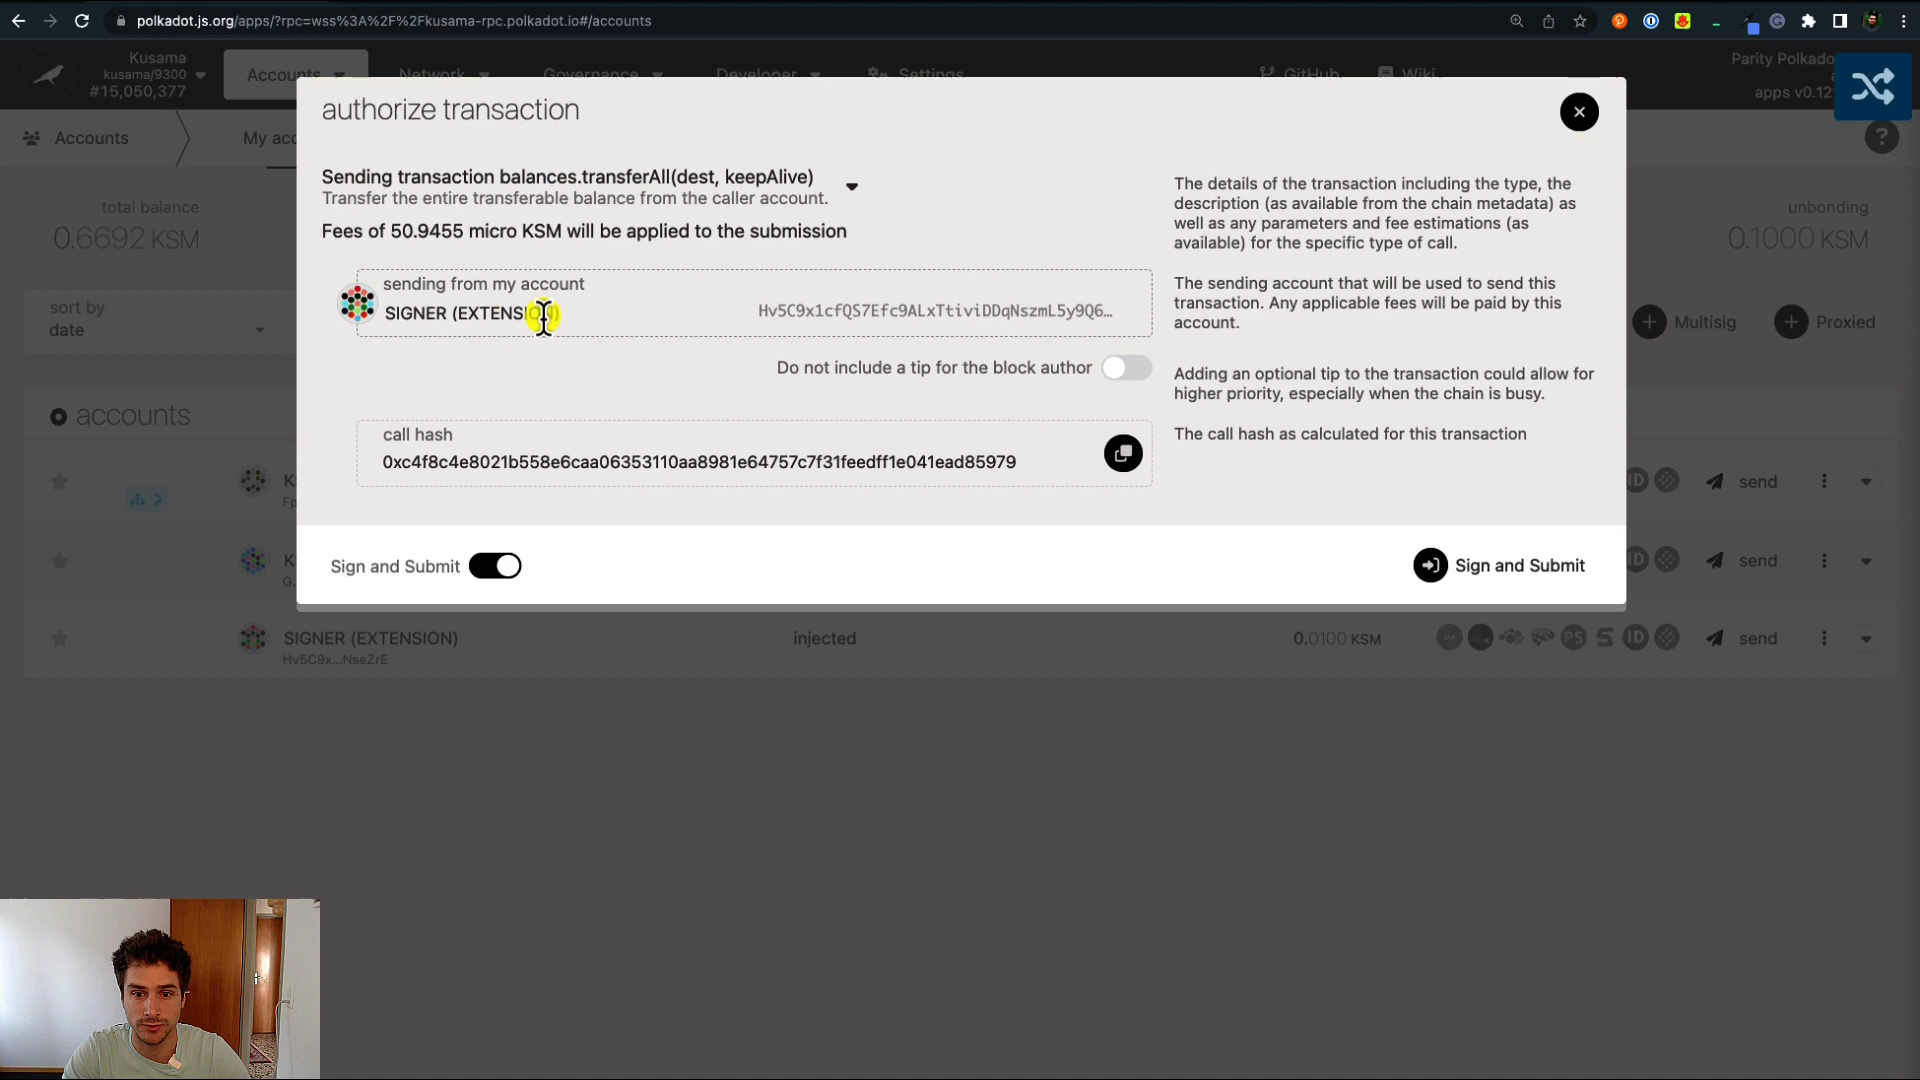 polkadot.js.org/apps/?rpc=wss%3A%2F%2Fkusama-rpc.polkadot.io#/accounts
Kusama
kusama/9300
#15,050,377
Accounts
Network
Governance
Developer
Settings
GitHub
Wiki
Parity Polkado
apps v0.12
Accounts
My acc
?
authorize transaction
Sending transaction balances.transferAll(dest, keepAlive)
Transfer the entire transferable balance from the caller account.
Fees of 50.9455 micro KSM will be applied to the submission
The details of the transaction including the type, the
description (as available from the chain metadata) as
well as any parameters and fee estimations (as
available) for the specific type of call.
sending from my account
SIGNER (EXTENSION)
Hv5C9x1cfQS7Efc9ALxTtiviDDqNszmL5y9Q6…
The sending account that will be used to send this
transaction. Any applicable fees will be paid by this
account.
Do not include a tip for the block author
Adding an optional tip to the transaction could allow for
higher priority, especially when the chain is busy.
call hash
0xc4f8c4e8021b558e6caa06353110aa8981e64757c7f31feedff1e041ead85979
The call hash as calculated for this transaction
Sign and Submit
Sign and Submit
total balance
0.6692 KSM
unbonding
0.1000 KSM
sort by
date
Multisig
Proxied
accounts
K
Fp
ID
send
K
G.
ID
send
SIGNER (EXTENSION)
Hv5C9x...NseZrE
injected
0.0100 KSM
PS
ID
send